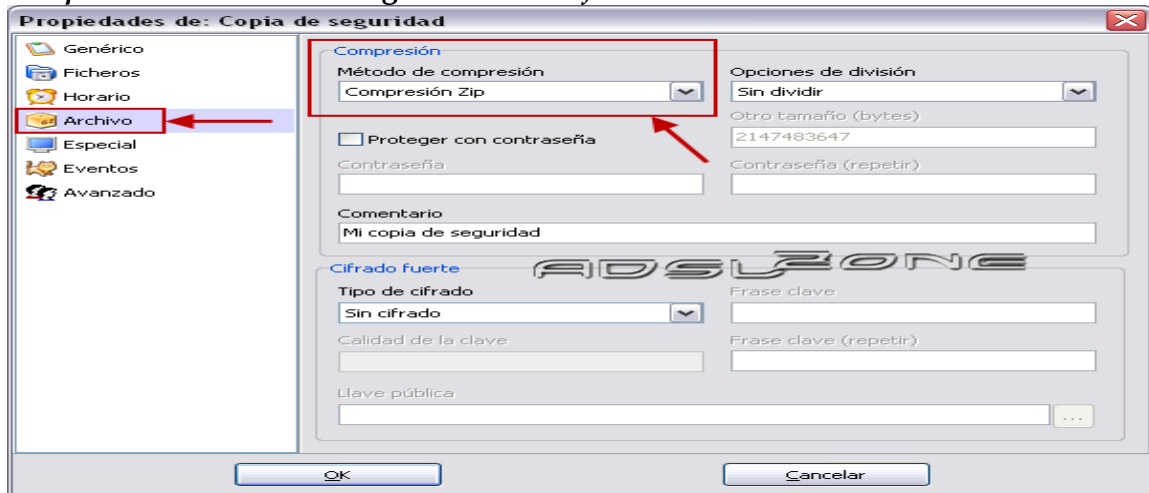 Propiedades de: Copia de seguridad
Genérico
Ficheros
Horario
Archivo
Especial
Eventos
Avanzado
Compresión
Método de compresión
Opciones de división
Compresión Zip
Sin dividir
Otro tamaño (bytes)
Proteger con contraseña
2147483647
Contraseña
Contraseña (repetir)
Comentario
Mi copia de seguridad
Cifrado fuerte
ADSLZONE
Tipo de cifrado
Frase clave
Sin cifrado
Calidad de la clave
Frase clave (repetir)
Llave pública
...
OK
Cancelar